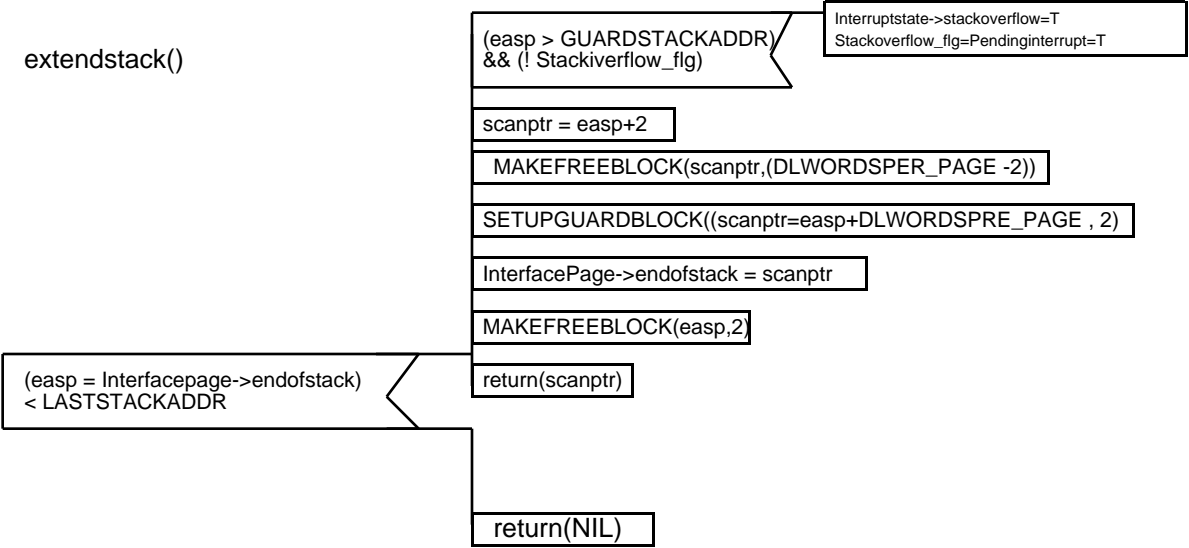 extendstack()
(easp > GUARDSTACKADDR)
&& (! Stackiverflow_flg)
Interruptstate->stackoverflow=T
Stackoverflow_flg=Pendinginterrupt=T
scanptr = easp+2
MAKEFREEBLOCK(scanptr,(DLWORDSPER_PAGE -2))
SETUPGUARDBLOCK((scanptr=easp+DLWORDSPRE_PAGE , 2)
InterfacePage->endofstack = scanptr
MAKEFREEBLOCK(easp,2)
return(scanptr)
(easp = Interfacepage->endofstack)
< LASTSTACKADDR
return(NIL)